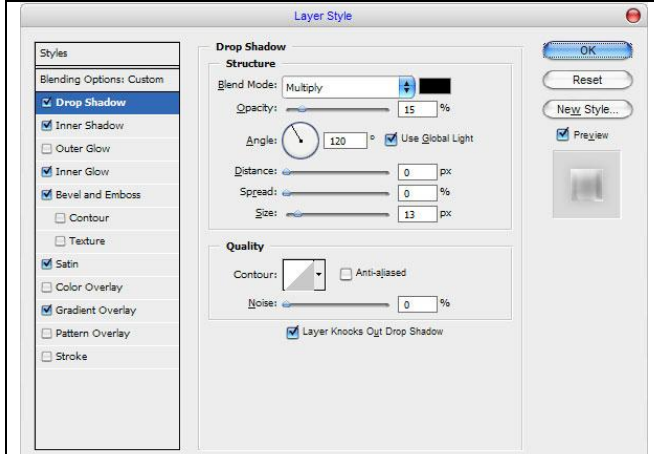 Layer Style
Styles
Blending Options: Custom
Drop Shadow
Inner Shadow
Outer Glow
Inner Glow
Bevel and Emboss
Contour
Texture
Satin
Color Overlay
Gradient Overlay
Pattern Overlay
Stroke
Drop Shadow
Structure
Blend Mode: Multiply
Opacity: 15 %
Angle: 120 ° Use Global Light
Distance: 0 px
Spread: 0 %
Size: 13 px
Quality
Contour: Anti-aliased
Noise: 0 %
Layer Knocks Out Drop Shadow
OK
Reset
New Style...
Preview